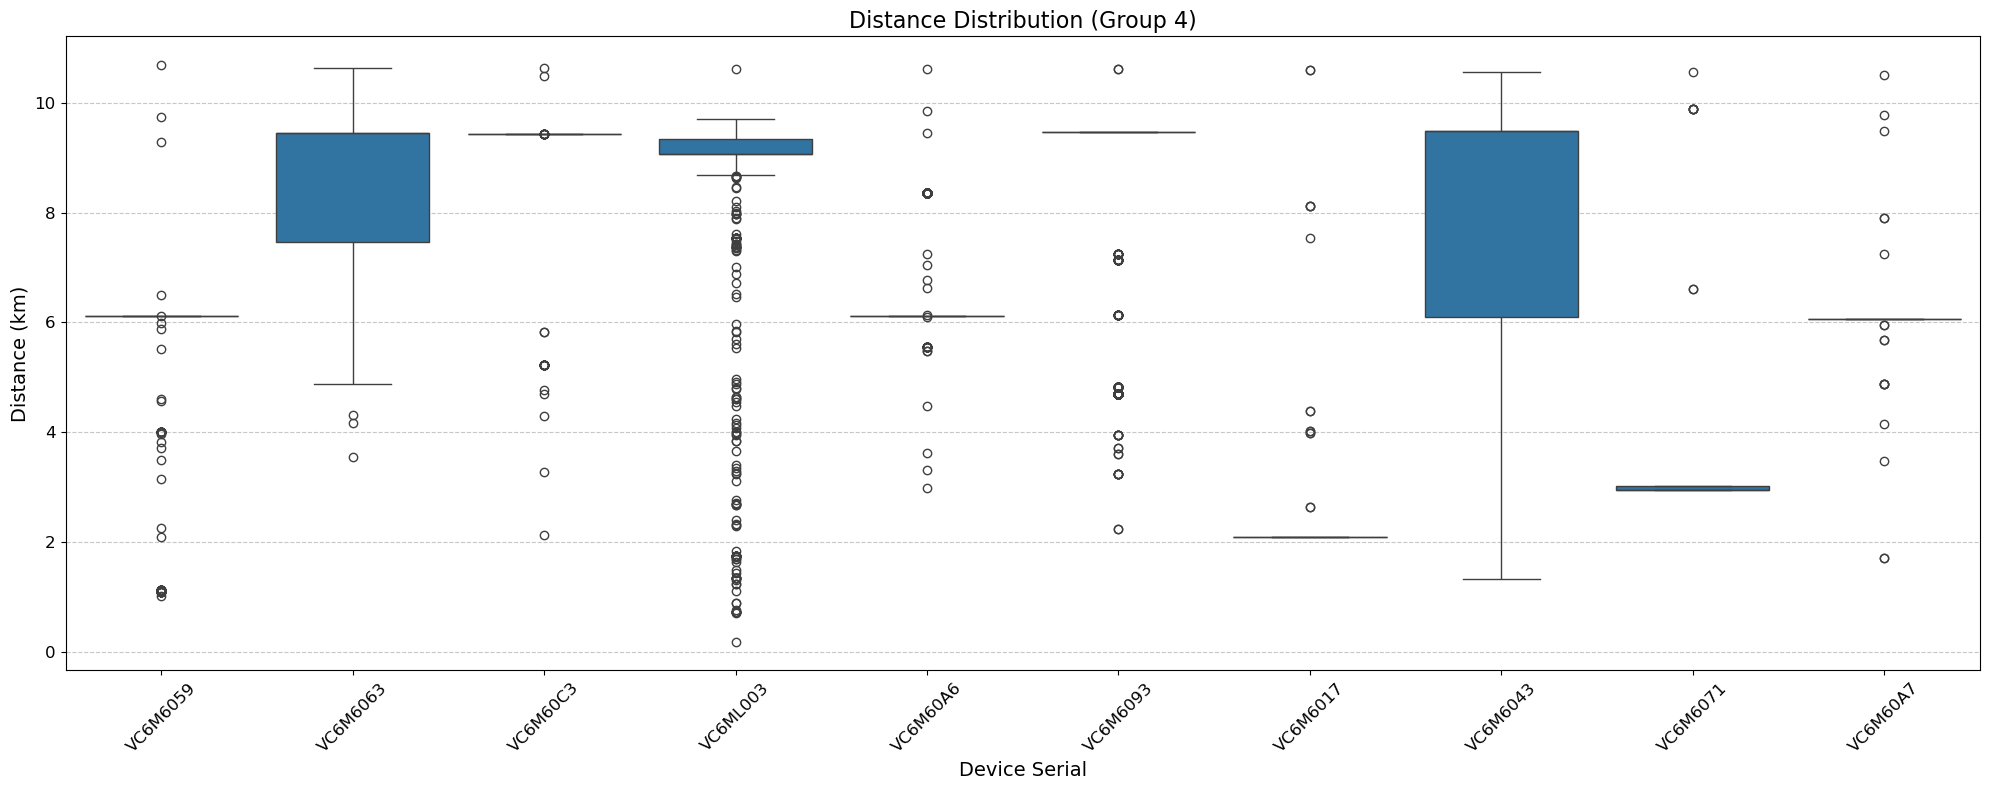 Distance Distribution (Group 4)
Distance (km)
10
8
6
4
2
0
VC6M6059
VC6M6063
VC6M60C3
VC6ML003
VC6M60A6
VC6M6093
VC6M6017
VC6M6043
VC6M6071
VC6M60A7
Device Serial